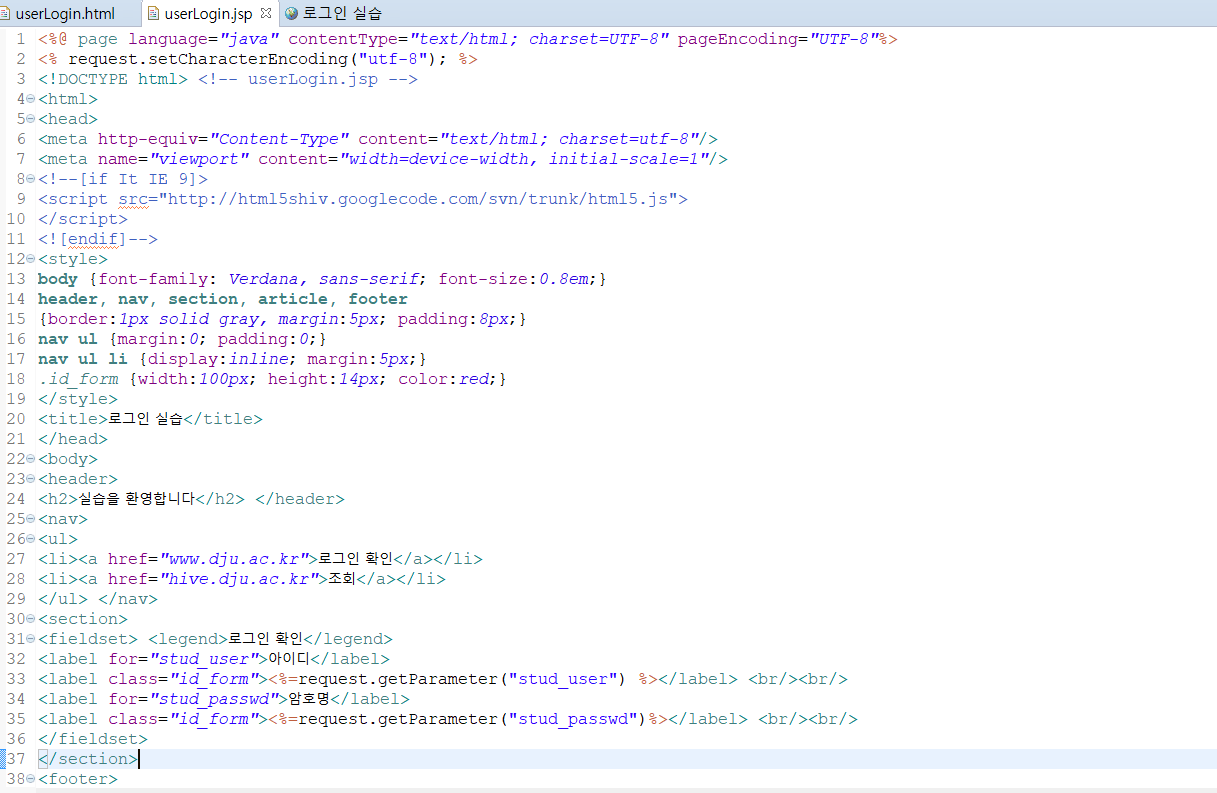 userLogin.html userLogin.jsp 로그인 실습
1 <%@ page language="java" contentType="text/html; charset=UTF-8" pageEncoding="UTF-8"%>
2 <% request.setCharacterEncoding("utf-8"); %>
3 <!DOCTYPE html> <!-- userLogin.jsp -->
4 <html>
5 <head>
6 <meta http-equiv="Content-Type" content="text/html; charset=utf-8"/>
7 <meta name="viewport" content="width=device-width, initial-scale=1"/>
8 <!--[if It IE 9]>
9 <script src="http://html5shiv.googlecode.com/svn/trunk/html5.js">
10 </script>
11 <![endif]-->
12 <style>
13 body {font-family: Verdana, sans-serif; font-size:0.8em;}
14 header, nav, section, article, footer
15 {border:1px solid gray, margin:5px; padding:8px;}
16 nav ul {margin:0; padding:0;}
17 nav ul li {display:inline; margin:5px;}
18 .id_form {width:100px; height:14px; color:red;}
19 </style>
20 <title>로그인 실습</title>
21 </head>
22 <body>
23 <header>
24 <h2>실습을 환영합니다</h2> </header>
25 <nav>
26 <ul>
27 <li><a href="www.dju.ac.kr">로그인 확인</a></li>
28 <li><a href="hive.dju.ac.kr">조회</a></li>
29 </ul> </nav>
30 <section>
31 <fieldset> <legend>로그인 확인</legend>
32 <label for="stud_user">아이디</label>
33 <label class="id_form"><%=request.getParameter("stud_user") %></label> <br/><br/>
34 <label for="stud_passwd">암호명</label>
35 <label class="id_form"><%=request.getParameter("stud_passwd")%></label> <br/><br/>
36 </fieldset>
37 </section>
38 <footer>